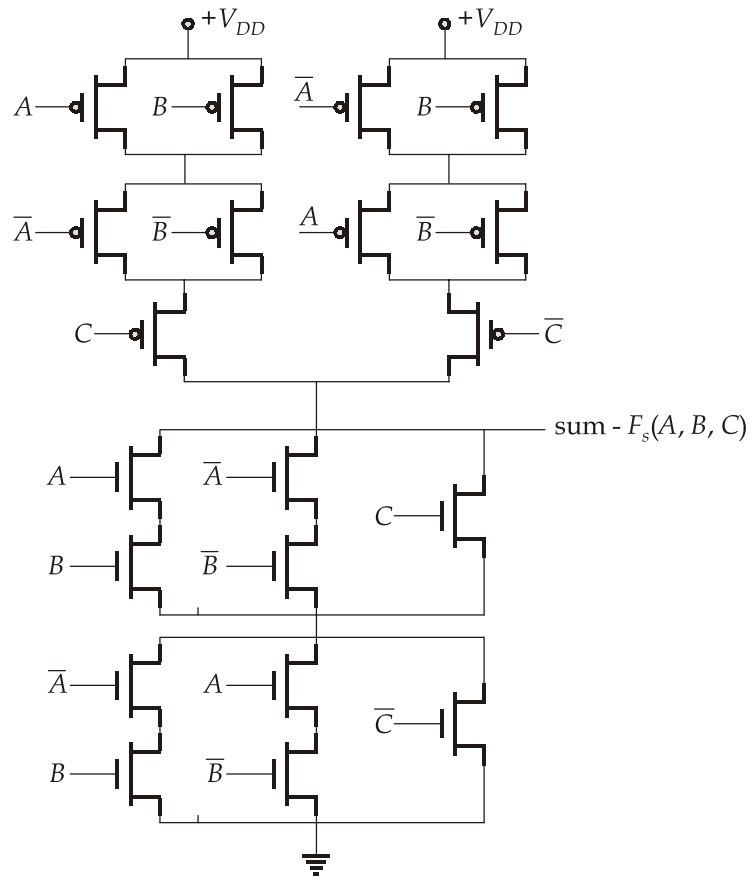 +V_DD +V_DD
A B A̅ B
A̅ B̅ A B̅
C C̅
sum - F_s(A, B, C)
A A̅
C
B B̅
A̅ A
C̅
B B̅